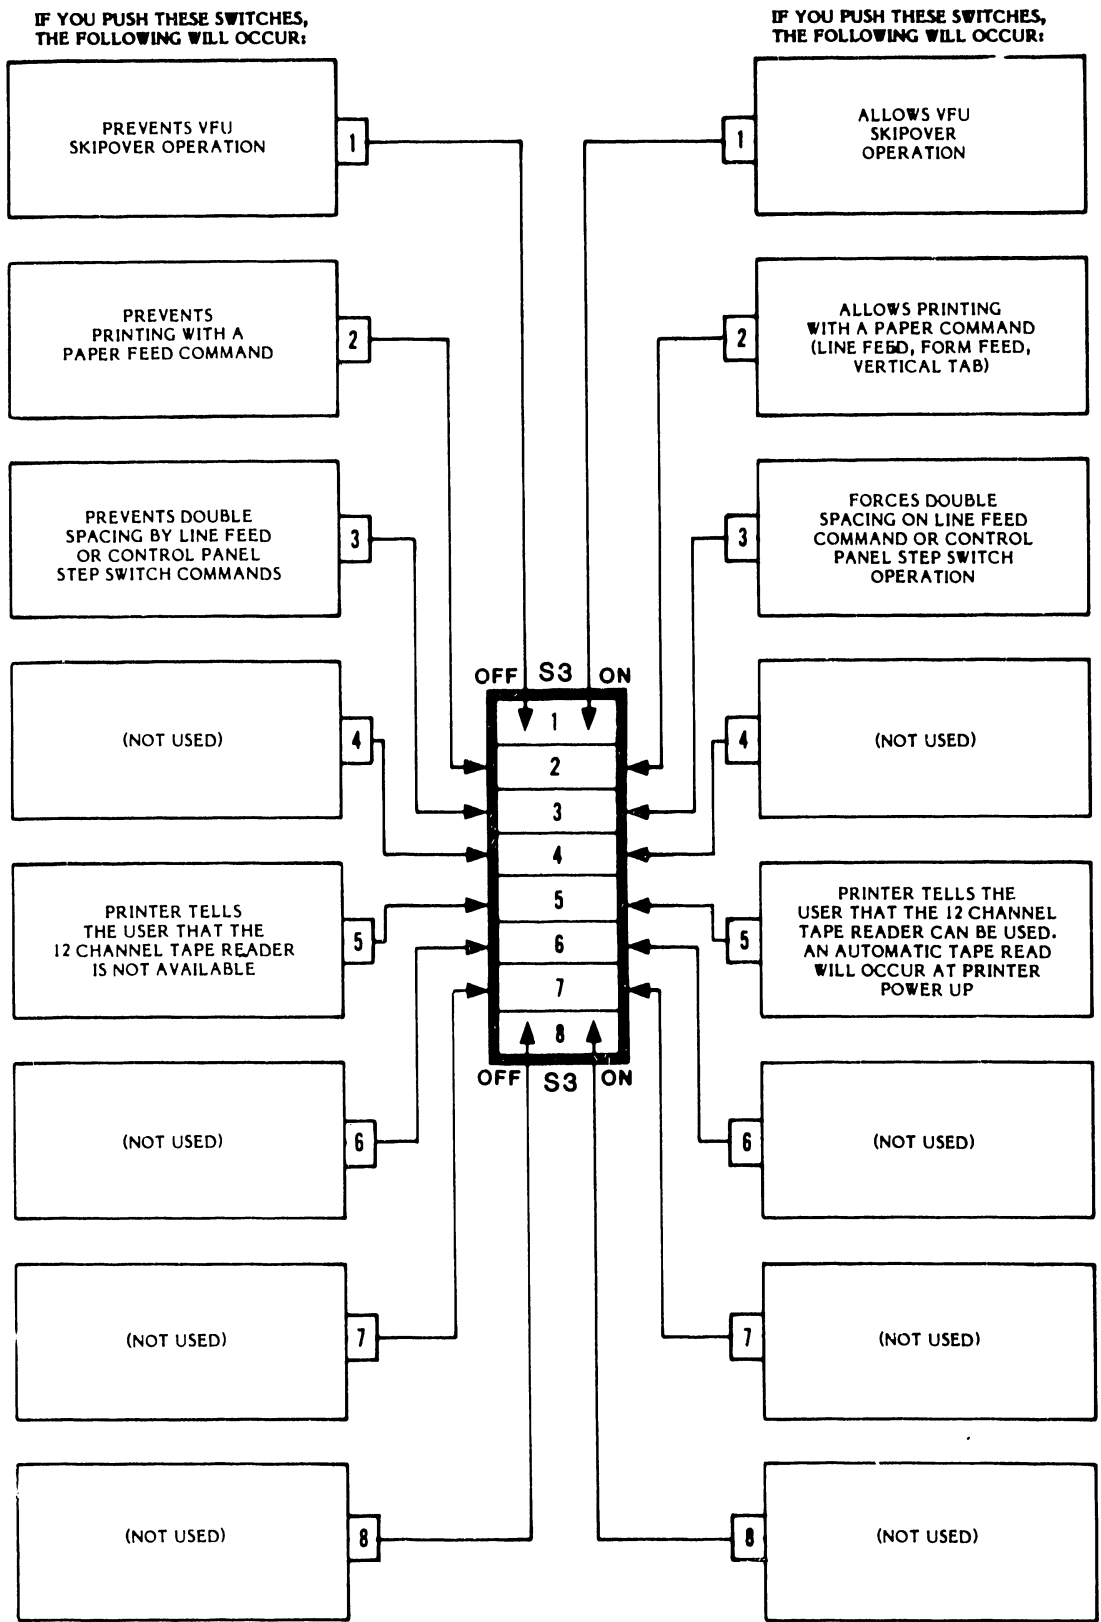 IF YOU PUSH THESE SWITCHES,
THE FOLLOWING WILL OCCUR:
PREVENTS VFU
SKIPOVER OPERATION
1
PREVENTS
PRINTING WITH A
PAPER FEED COMMAND
2
PREVENTS DOUBLE
SPACING BY LINE FEED
OR CONTROL PANEL
STEP SWITCH COMMANDS
3
(NOT USED)
4
PRINTER TELLS
THE USER THAT THE
12 CHANNEL TAPE READER
IS NOT AVAILABLE
5
(NOT USED)
6
(NOT USED)
7
(NOT USED)
8
OFF S3 ON
1
2
3
4
5
6
7
8
OFF S3 ON
IF YOU PUSH THESE SWITCHES,
THE FOLLOWING WILL OCCUR:
1
ALLOWS VFU
SKIPOVER
OPERATION
2
ALLOWS PRINTING
WITH A PAPER COMMAND
(LINE FEED, FORM FEED,
VERTICAL TAB)
3
FORCES DOUBLE
SPACING ON LINE FEED
COMMAND OR CONTROL
PANEL STEP SWITCH
OPERATION
4
(NOT USED)
5
PRINTER TELLS THE
USER THAT THE 12 CHANNEL
TAPE READER CAN BE USED.
AN AUTOMATIC TAPE READ
WILL OCCUR AT PRINTER
POWER UP
6
(NOT USED)
7
(NOT USED)
8
(NOT USED)